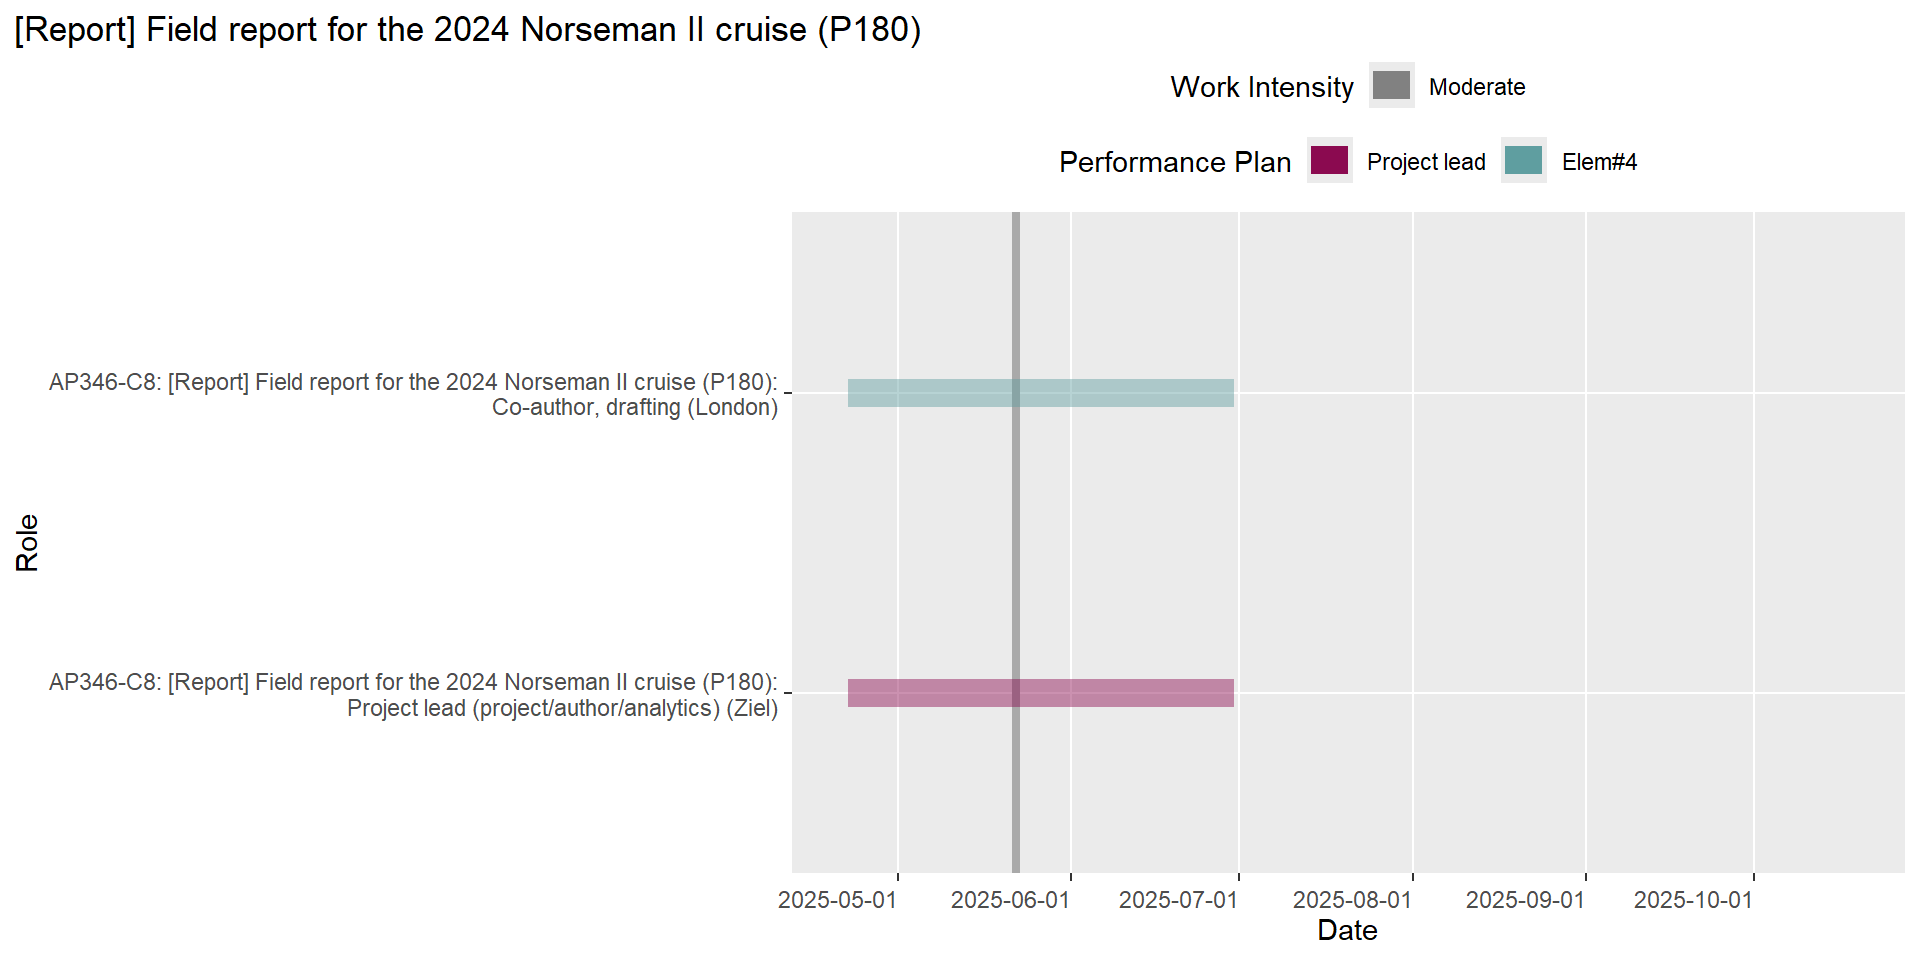 [Report] Field report for the 2024 Norseman II cruise (P180)
Work Intensity Moderate
Performance Plan Project lead Elem#4
AP346-C8: [Report] Field report for the 2024 Norseman II cruise (P180):
Co-author, drafting (London)
Role
AP346-C8: [Report] Field report for the 2024 Norseman II cruise (P180):
Project lead (project/author/analytics) (Ziel)
2025-05-01 2025-06-01 2025-07-01 2025-08-01 2025-09-01 2025-10-01
Date